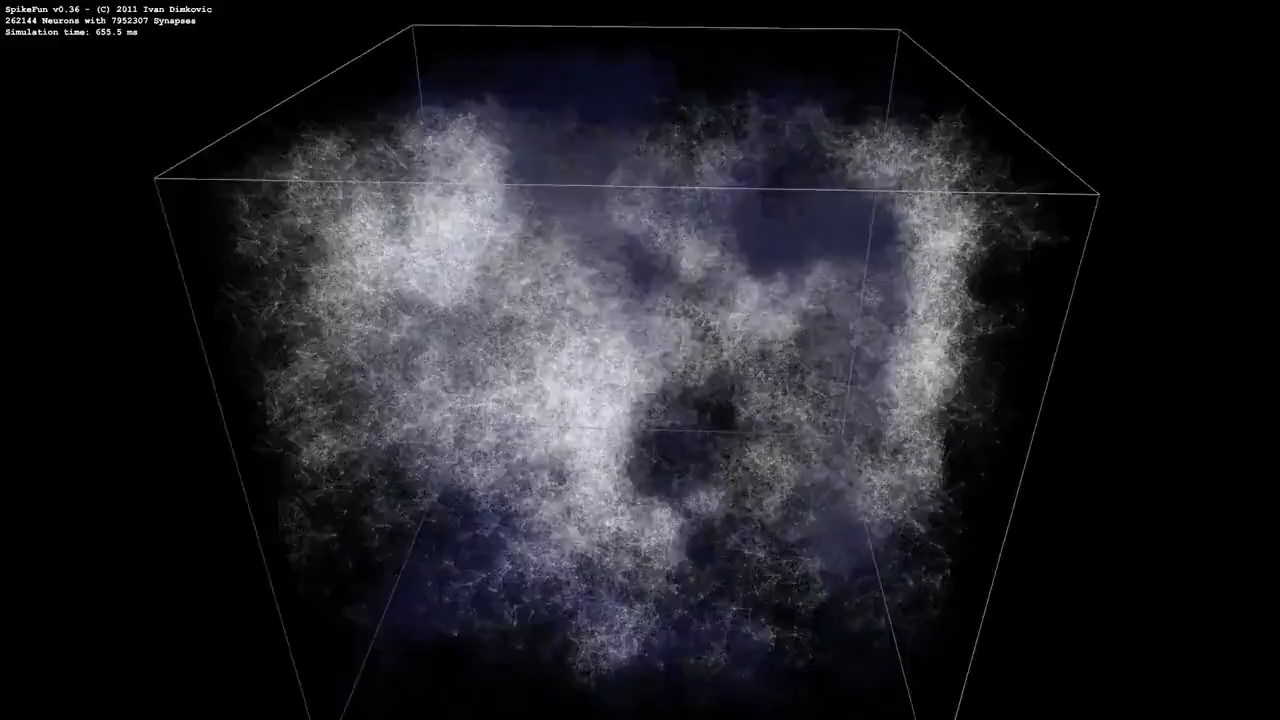 SpikeFun v0.36 - (C) 2011 Ivan Dimkovic
262144 Neurons with 7952307 Synapses
Simulation time: 655.5 ms